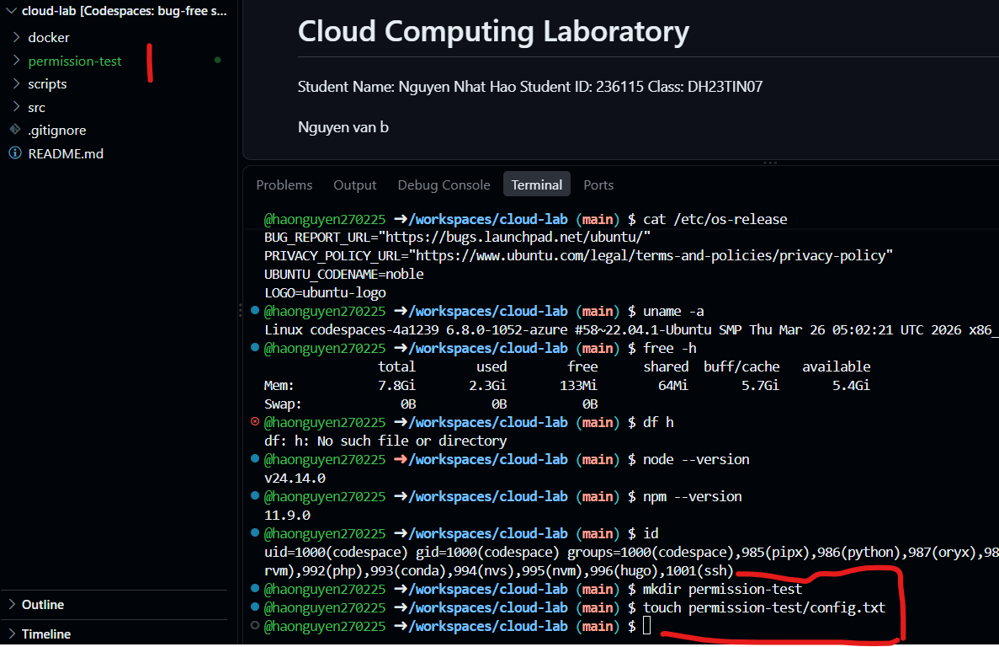 cloud-lab [Codespaces: bug-free s...
docker
permission-test
scripts
src
.gitignore
README.md
Outline
Timeline
Cloud Computing Laboratory
Student Name: Nguyen Nhat Hao Student ID: 236115 Class: DH23TIN07
Nguyen van b
Problems Output Debug Console Terminal Ports
@haonguyen270225 ➜/workspaces/cloud-lab (main) $ cat /etc/os-release
BUG_REPORT_URL="https://bugs.launchpad.net/ubuntu/"
PRIVACY_POLICY_URL="https://www.ubuntu.com/legal/terms-and-policies/privacy-policy"
UBUNTU_CODENAME=noble
LOGO=ubuntu-logo
@haonguyen270225 ➜/workspaces/cloud-lab (main) $ uname -a
Linux codespaces-4a1239 6.8.0-1052-azure #58~22.04.1-Ubuntu SMP Thu Mar 26 05:02:21 UTC 2026 x86_
@haonguyen270225 ➜/workspaces/cloud-lab (main) $ free -h
total used free shared buff/cache available
Mem: 7.8Gi 2.3Gi 133Mi 64Mi 5.7Gi 5.4Gi
Swap: 0B 0B 0B
@haonguyen270225 ➜/workspaces/cloud-lab (main) $ df h
df: h: No such file or directory
@haonguyen270225 ➜/workspaces/cloud-lab (main) $ node --version
v24.14.0
@haonguyen270225 ➜/workspaces/cloud-lab (main) $ npm --version
11.9.0
@haonguyen270225 ➜/workspaces/cloud-lab (main) $ id
uid=1000(codespace) gid=1000(codespace) groups=1000(codespace),985(pipx),986(python),987(oryx),98
rvm),992(php),993(conda),994(nvs),995(nvm),996(hugo),1001(ssh)
@haonguyen270225 ➜/workspaces/cloud-lab (main) $ mkdir permission-test
@haonguyen270225 ➜/workspaces/cloud-lab (main) $ touch permission-test/config.txt
@haonguyen270225 ➜/workspaces/cloud-lab (main) $